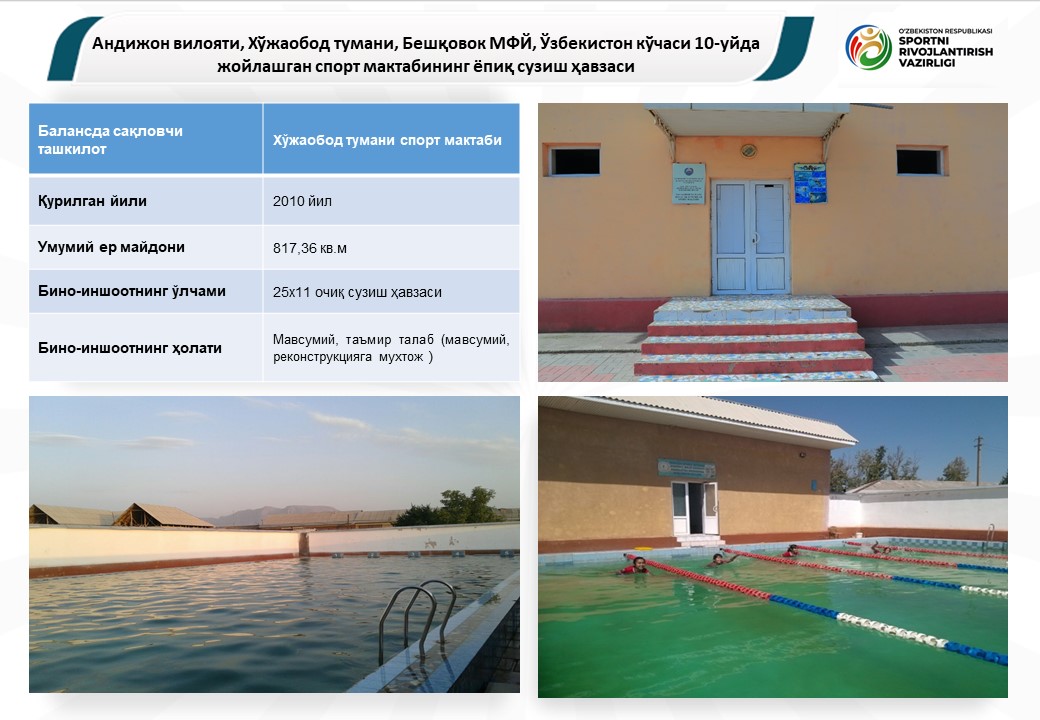 Андижон вилояти, Хўжаобод тумани, Бешқовок МФЙ, Ўзбекистон кўчаси 10-уйда
жойлашган спорт мактабининг ёпиқ сузиш ҳавзаси
O'ZBEKISTON RESPUBLIKASI
SPORTNI
RIVOJLANTIRISH
VAZIRLIGI
Балансда сақловчи
ташкилот
Хўжаобод тумани спорт мактаби
Қурилган йили
2010 йил
Умумий ер майдони
817,36 кв.м
Бино-иншоотнинг ўлчами
25х11 очиқ сузиш ҳавзаси
Бино-иншоотнинг ҳолати
Мавсумий, таъмир талаб (мавсумий,
реконструкцияга мухтож )